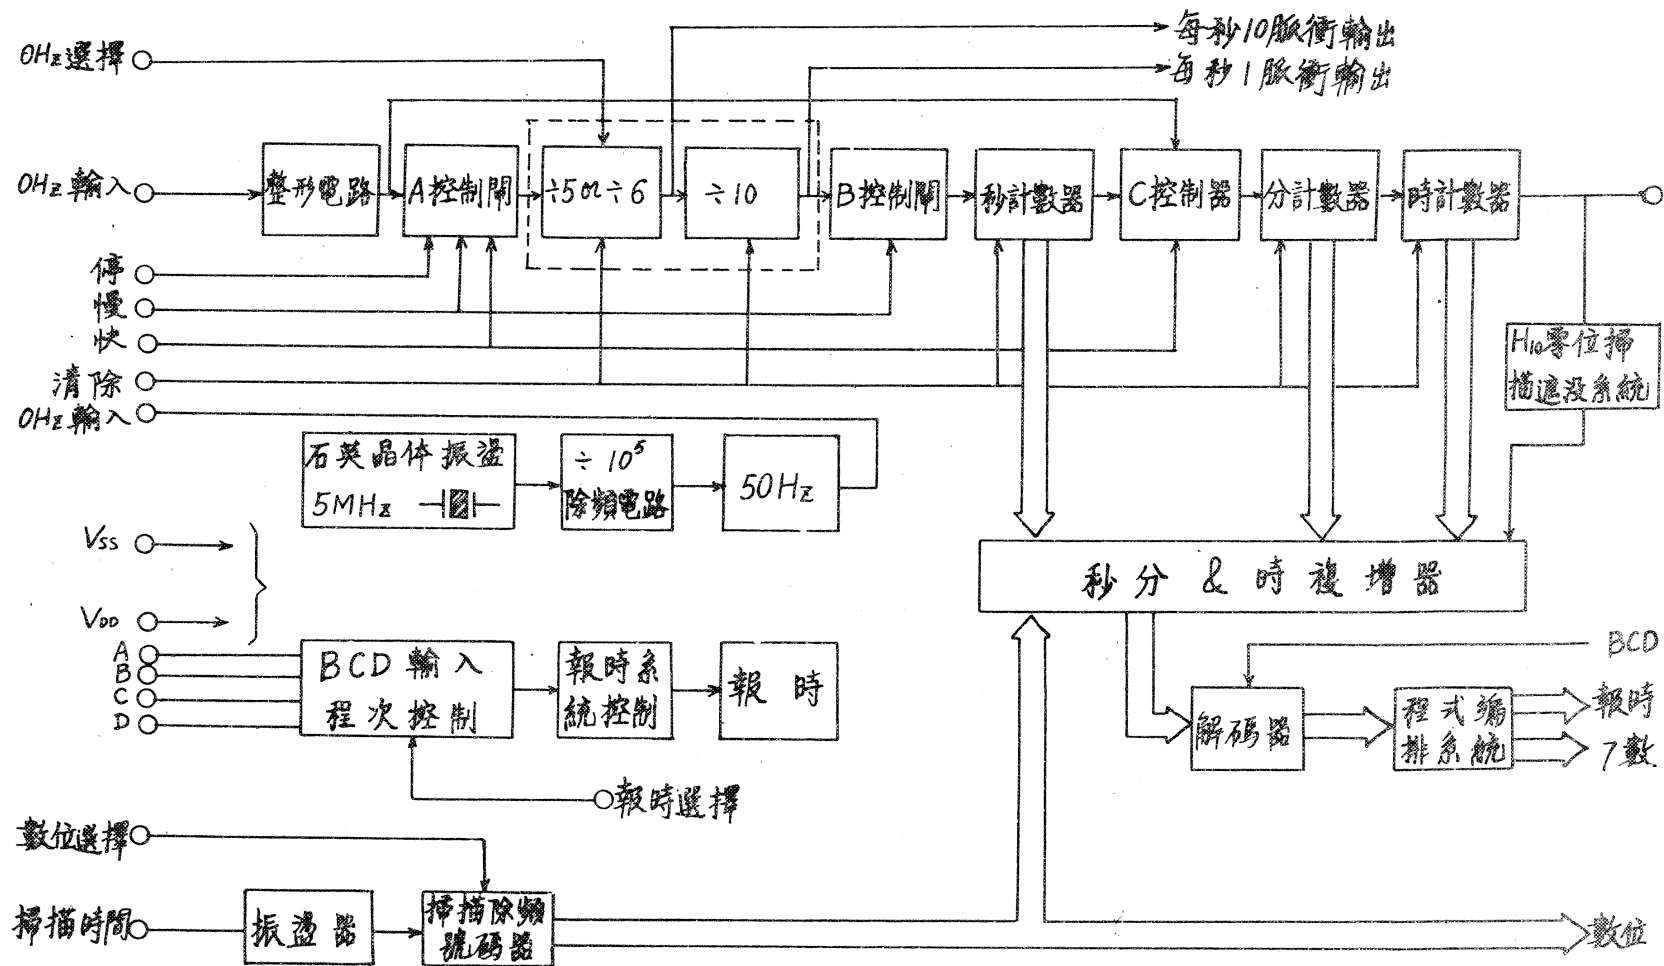 每秒10脈衝輸出
OHz選擇
每秒1脈衝輸出
OHz輸入
整形電路
A控制閘
÷5 or ÷6
÷10
B控制閘
秒計數器
C控制器
分計數器
時計數器
停
慢
快
清除
OHz輸入
H10零位掃
描遮没系統
石英晶体振盪
5MHz
÷10⁵
除頻電路
50Hz
VSS
VDD
秒分 & 時複增器
A
B
C
D
BCD輸入
程次控制
報時系
統控制
報時
BCD
解碼器
程式編
排系統
報時
7數
報時選擇
數位選擇
掃描時間
振盪器
掃描除頻
號碼器
數位